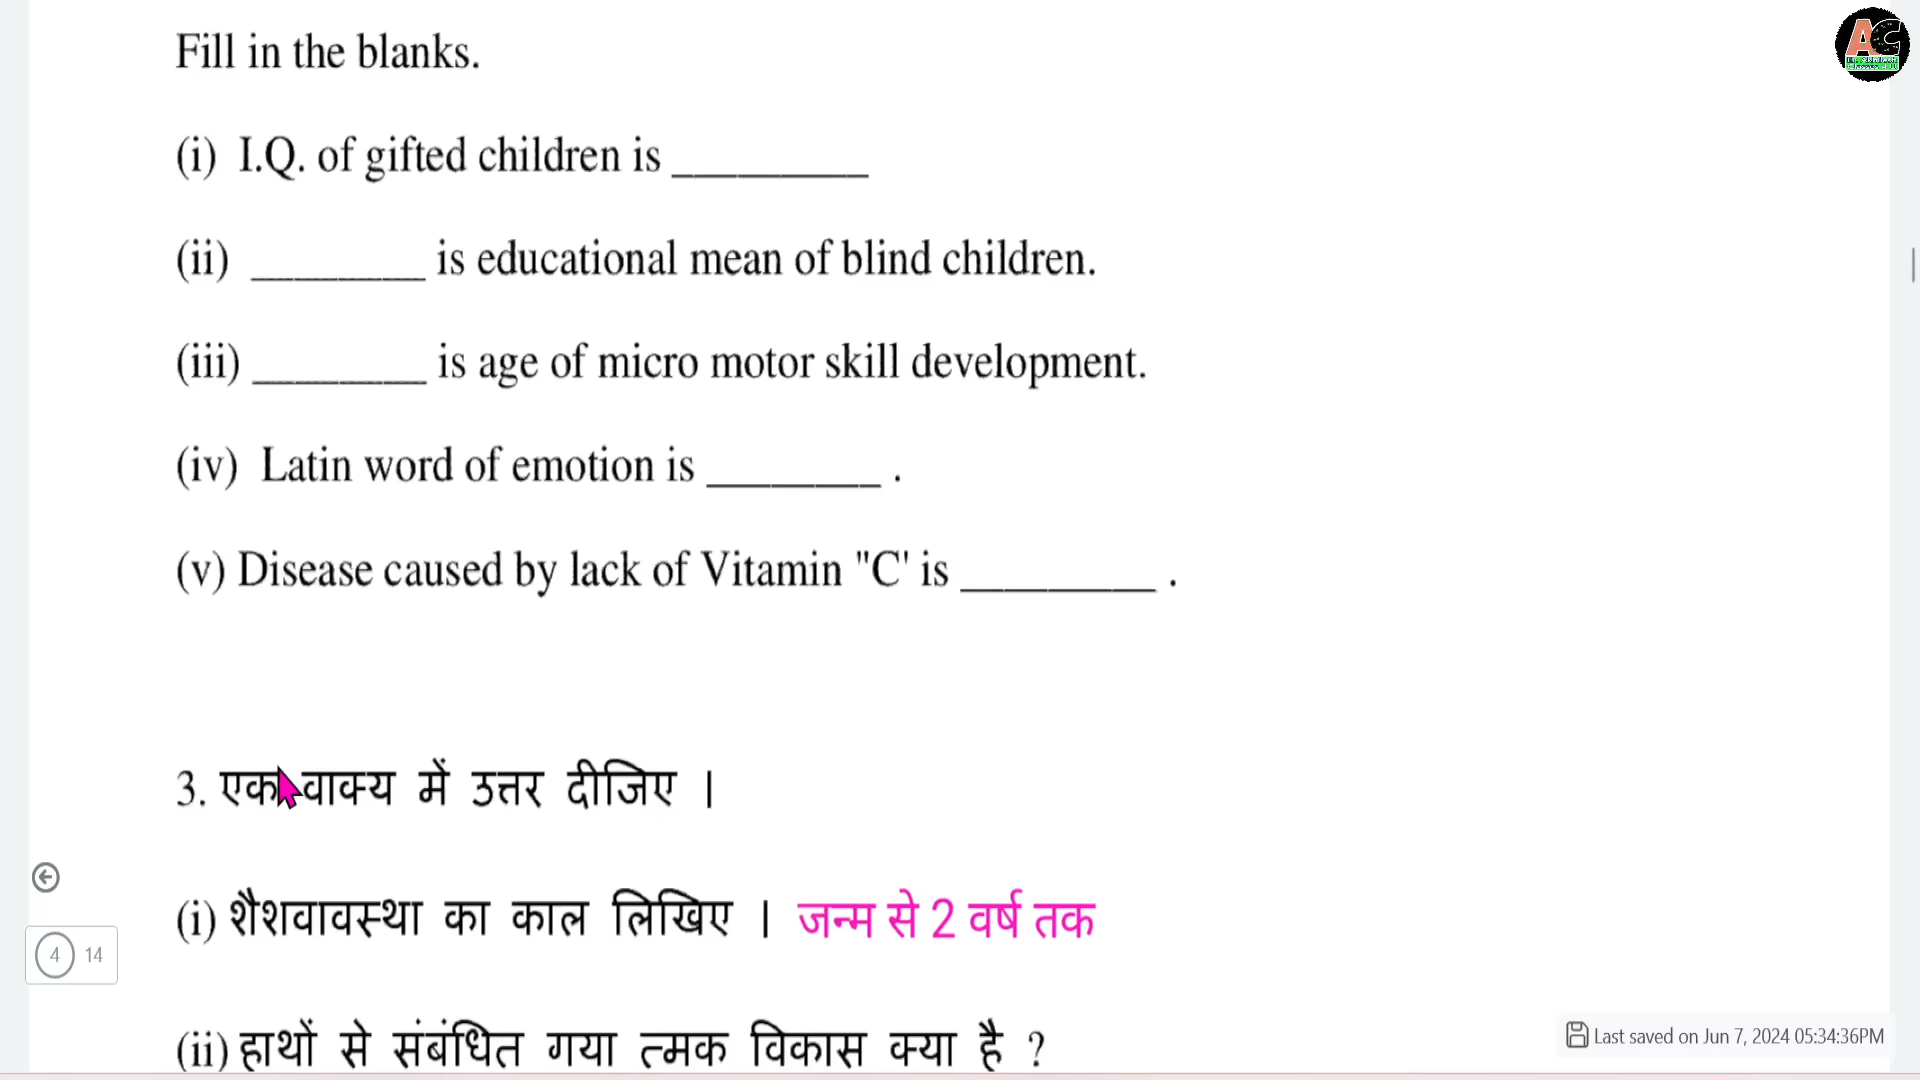 Fill in the blanks.
(i) I.Q. of gifted children is _________
(ii) ________ is educational mean of blind children.
(iii) ________ is age of micro motor skill development.
(iv) Latin word of emotion is ________ .
(v) Disease caused by lack of Vitamin "C' is _________ .
3. एक वाक्य में उत्तर दीजिए ।
(i) शैशवावस्था का काल लिखिए । जन्म से 2 वर्ष तक
(ii) हाथों से संबंधित गया त्मक विकास क्या है ?
4 14
Last saved on Jun 7, 2024 05:34:36PM
AC